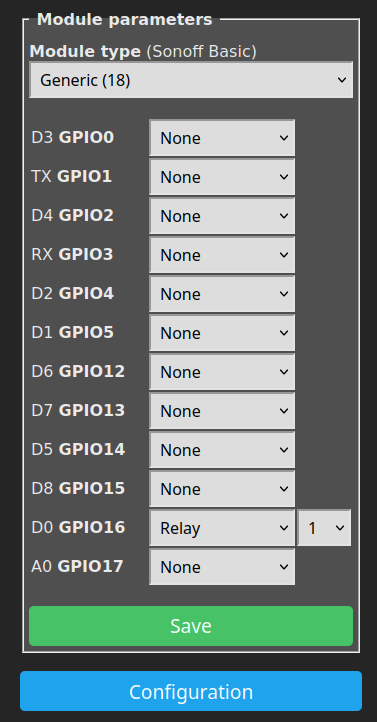 Module parameters
Module type (Sonoff Basic)
Generic (18)
D3 GPIO0 None
TX GPIO1 None
D4 GPIO2 None
RX GPIO3 None
D2 GPIO4 None
D1 GPIO5 None
D6 GPIO12 None
D7 GPIO13 None
D5 GPIO14 None
D8 GPIO15 None
D0 GPIO16 Relay 1
A0 GPIO17 None
Save
Configuration